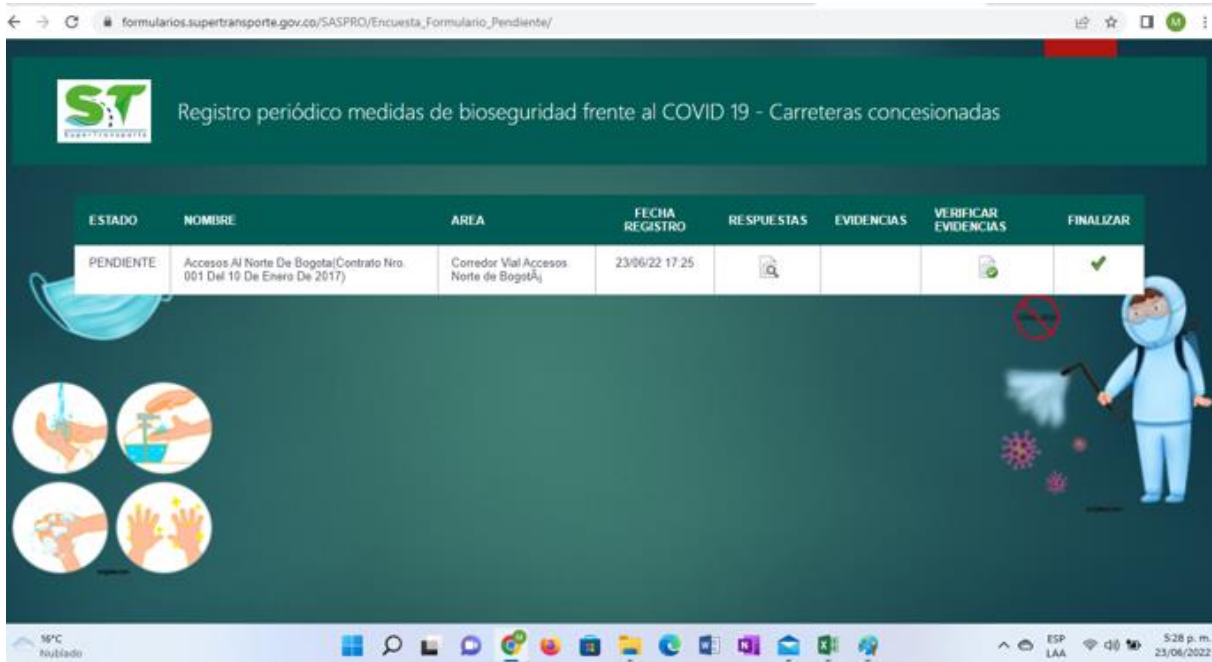 formularios.supertransporte.gov.co/SASPRO/Encuesta_Formulario_Pendiente/
M
ST
SuperTransporte
Registro periódico medidas de bioseguridad frente al COVID 19 - Carreteras concesionadas
ESTADO NOMBRE AREA FECHA REGISTRO RESPUESTAS EVIDENCIAS VERIFICAR EVIDENCIAS FINALIZAR
PENDIENTE Accesos Al Norte De Bogota(Contrato Nro. Corredor Vial Accesos 23/06/22 17:25
001 Del 10 De Enero De 2017) Norte de BogotÃ¡
16°C
Nublado
ESP
LAA
5:28 p. m.
23/06/2022